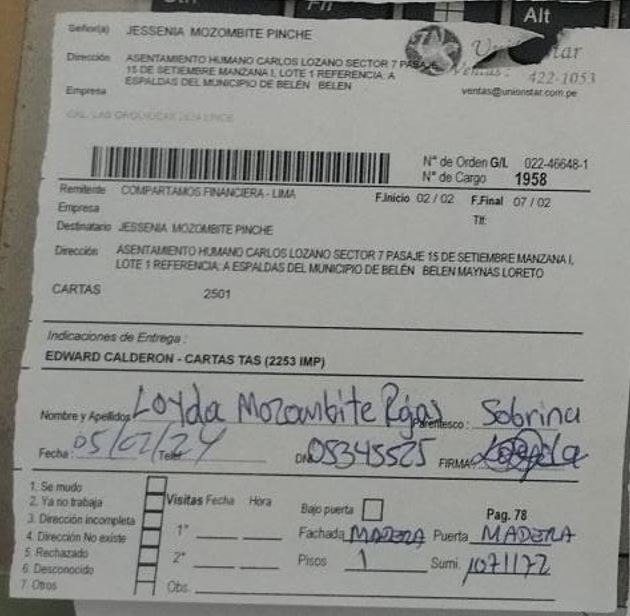 Alt
Señor(a) JESSENIA MOZOMBITE PINCHE
Dirección ASENTAMIENTO HUMANO CARLOS LOZANO SECTOR 7 PASAJE
15 DE SETIEMBRE MANZANA I, LOTE 1 REFERENCIA: A
ESPALDAS DEL MUNICIPIO DE BELEN BELEN
Empresa
Ventas: 422-1053
ventas@unionstar.com.pe
N° de Orden G/L 022-46648-1
N° de Cargo 1958
Remitente COMPARTAMOS FINANCIERA - LIMA F.Inicio 02 / 02 F.Final 07 / 02
Empresa Tlf:
Destinatario JESSENIA MOZOMBITE PINCHE
Dirección ASENTAMIENTO HUMANO CARLOS LOZANO SECTOR 7 PASAJE 15 DE SETIEMBRE MANZANA I,
LOTE 1 REFERENCIA: A ESPALDAS DEL MUNICIPIO DE BELÉN BELEN MAYNAS LORETO
CARTAS 2501
Indicaciones de Entrega :
EDWARD CALDERON - CARTAS TAS (2253 IMP)
Nombre y Apellidos Loyda Mozombite Rojas Parentesco : Sobrina
Fecha : 05/02/24 Telef DNI 05345525 FIRMA
1. Se mudo
2. Ya no trabaja
3. Dirección incompleta
4. Dirección No existe
5. Rechazado
6. Desconocido
7. Otros
Visitas Fecha Hora
1°
2°
Obs.
Bajo puerta Pag. 78
Fachada MADERA Puerta MADERA
Pisos 1 Sumi. 1071172